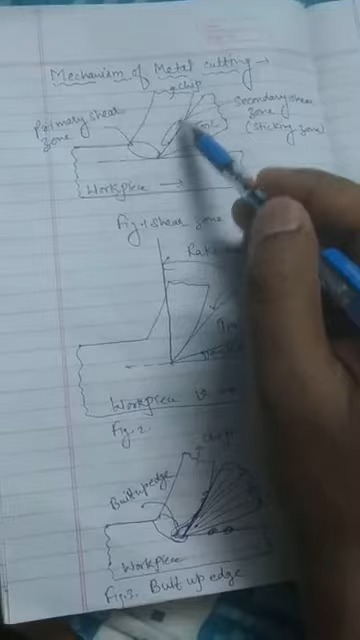 Mechanism of Metal cutting →
chip
Primary shear
zone
Secondary shear
zone
(sticking zone)
Workpiece →
Fig. 1 shear zone
Workpiece
Fig. 2.
Chip
Built up edge
Workpiece
Fig 3. Built up edge